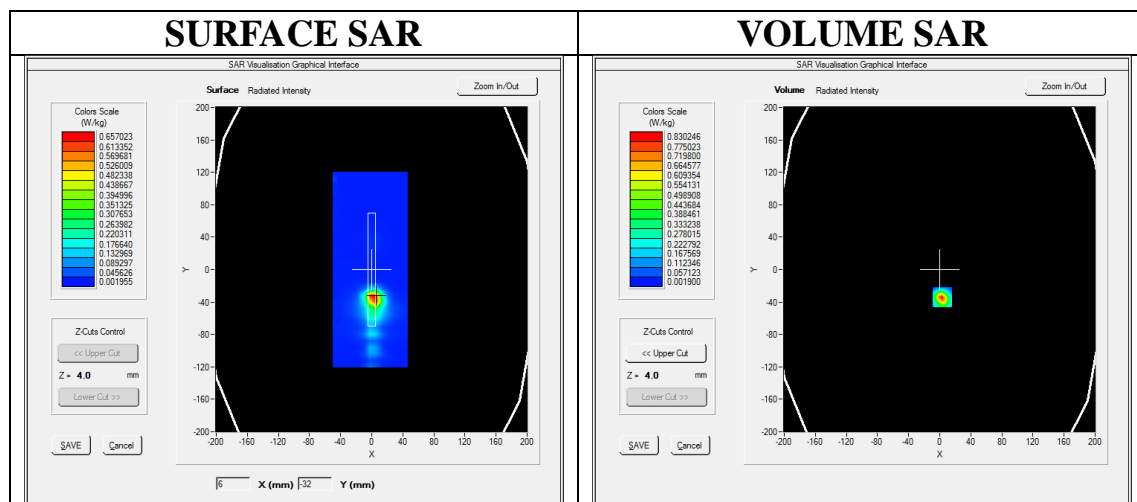 SURFACE SAR
SAR Visualisation Graphical Interface
Surface Radiated Intensity
Zoom In/Out
Colors Scale
(W/kg)
0.657023
0.613352
0.569681
0.526009
0.482338
0.438667
0.394996
0.351325
0.307653
0.263982
0.220311
0.176640
0.132969
0.089297
0.045626
0.001955
200
160
120
80
40
Y 0
-40
-80
-120
-160
-200
-200 -160 -120 -80 -40 0 40 80 120 160 200
X
Z-Cuts Control
<< Upper Cut
Z = 4.0 mm
Lower Cut >>
SAVE Cancel
6 X (mm) -32 Y (mm)
VOLUME SAR
SAR Visualisation Graphical Interface
Volume Radiated Intensity
Zoom In/Out
Colors Scale
(W/kg)
0.830246
0.775023
0.719800
0.664577
0.609354
0.554131
0.498908
0.443684
0.388461
0.333238
0.278015
0.222792
0.167569
0.112346
0.057123
0.001900
200
160
120
80
40
Y 0
-40
-80
-120
-160
-200
-200 -160 -120 -80 -40 0 40 80 120 160 200
X
Z-Cuts Control
<< Upper Cut
Z = 4.0 mm
Lower Cut >>
SAVE Cancel